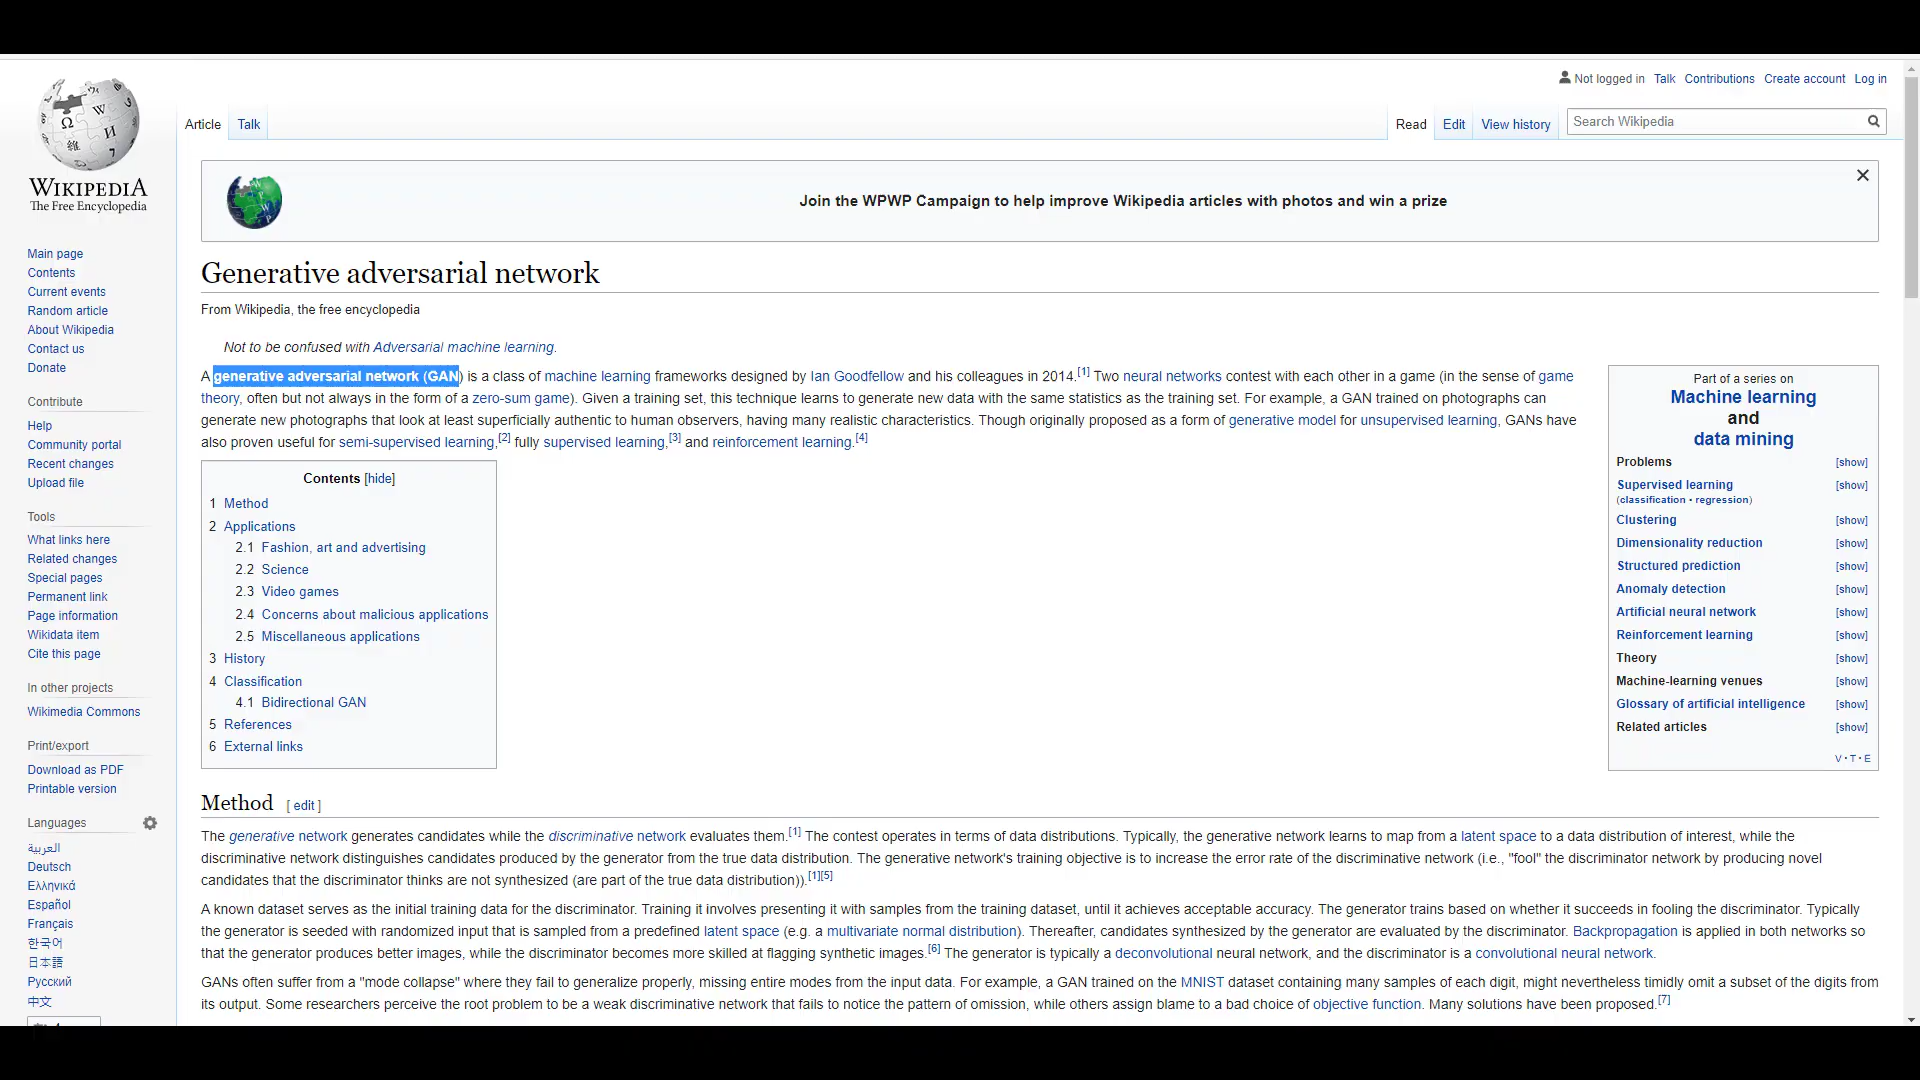 Not logged in Talk Contributions Create account Log in
Article Talk Read Edit View history Search Wikipedia
WIKIPEDIA
The Free Encyclopedia
Main page
Contents
Current events
Random article
About Wikipedia
Contact us
Donate
Contribute
Help
Community portal
Recent changes
Upload file
Tools
What links here
Related changes
Special pages
Permanent link
Page information
Wikidata item
Cite this page
In other projects
Wikimedia Commons
Print/export
Download as PDF
Printable version
Languages
العربية
Deutsch
Ελληνικά
Español
Français
한국어
日本語
Русский
中文
Join the WPWP Campaign to help improve Wikipedia articles with photos and win a prize
Generative adversarial network
From Wikipedia, the free encyclopedia
Not to be confused with Adversarial machine learning.
A generative adversarial network (GAN) is a class of machine learning frameworks designed by Ian Goodfellow and his colleagues in 2014.[1] Two neural networks contest with each other in a game (in the sense of game
theory, often but not always in the form of a zero-sum game). Given a training set, this technique learns to generate new data with the same statistics as the training set. For example, a GAN trained on photographs can
generate new photographs that look at least superficially authentic to human observers, having many realistic characteristics. Though originally proposed as a form of generative model for unsupervised learning, GANs have
also proven useful for semi-supervised learning,[2] fully supervised learning,[3] and reinforcement learning.[4]
Contents [hide]
1 Method
2 Applications
2.1 Fashion, art and advertising
2.2 Science
2.3 Video games
2.4 Concerns about malicious applications
2.5 Miscellaneous applications
3 History
4 Classification
4.1 Bidirectional GAN
5 References
6 External links
Part of a series on
Machine learning
and
data mining
Problems [show]
Supervised learning [show]
(classification • regression)
Clustering [show]
Dimensionality reduction [show]
Structured prediction [show]
Anomaly detection [show]
Artificial neural network [show]
Reinforcement learning [show]
Theory [show]
Machine-learning venues [show]
Glossary of artificial intelligence [show]
Related articles [show]
V • T • E
Method [ edit ]
The generative network generates candidates while the discriminative network evaluates them.[1] The contest operates in terms of data distributions. Typically, the generative network learns to map from a latent space to a data distribution of interest, while the
discriminative network distinguishes candidates produced by the generator from the true data distribution. The generative network's training objective is to increase the error rate of the discriminative network (i.e., "fool" the discriminator network by producing novel
candidates that the discriminator thinks are not synthesized (are part of the true data distribution)).[1][5]
A known dataset serves as the initial training data for the discriminator. Training it involves presenting it with samples from the training dataset, until it achieves acceptable accuracy. The generator trains based on whether it succeeds in fooling the discriminator. Typically
the generator is seeded with randomized input that is sampled from a predefined latent space (e.g. a multivariate normal distribution). Thereafter, candidates synthesized by the generator are evaluated by the discriminator. Backpropagation is applied in both networks so
that the generator produces better images, while the discriminator becomes more skilled at flagging synthetic images.[6] The generator is typically a deconvolutional neural network, and the discriminator is a convolutional neural network.
GANs often suffer from a "mode collapse" where they fail to generalize properly, missing entire modes from the input data. For example, a GAN trained on the MNIST dataset containing many samples of each digit, might nevertheless timidly omit a subset of the digits from
its output. Some researchers perceive the root problem to be a weak discriminative network that fails to notice the pattern of omission, while others assign blame to a bad choice of objective function. Many solutions have been proposed.[7]